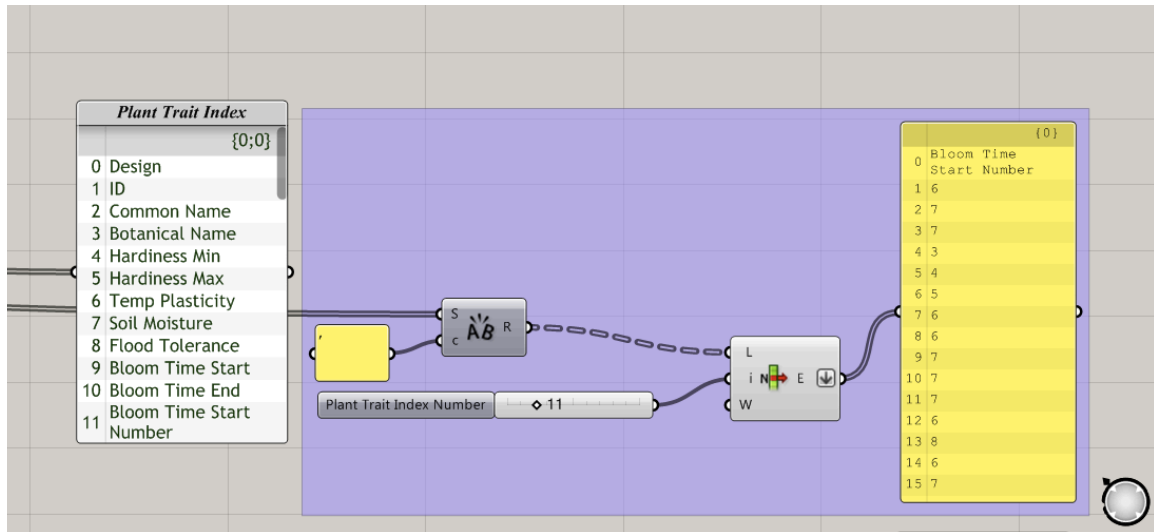 Plant Trait Index
{0;0}
0 Design
1 ID
2 Common Name
3 Botanical Name
4 Hardiness Min
5 Hardiness Max
6 Temp Plasticity
7 Soil Moisture
8 Flood Tolerance
9 Bloom Time Start
10 Bloom Time End
11 Bloom Time Start
Number
,
S
C
AB
R
Plant Trait Index Number
11
L
i
W
N
E
{0}
0 Bloom Time
Start Number
1 6
2 7
3 7
4 3
5 4
6 5
7 6
8 6
9 7
10 7
11 7
12 6
13 8
14 6
15 7